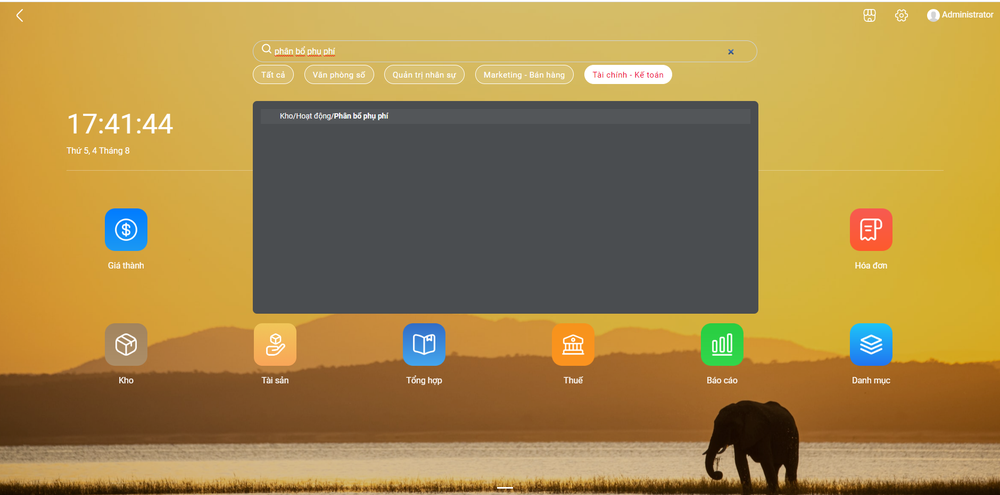 Administrator
phân bổ phụ phí
Tất cả
Văn phòng số
Quản trị nhân sự
Marketing - Bán hàng
Tài chính - Kế toán
Kho/Hoạt động/Phân bổ phụ phí
17:41:44
Thứ 5, 4 Tháng 8
Giá thành
Hóa đơn
Kho
Tài sản
Tổng hợp
Thuế
Báo cáo
Danh mục